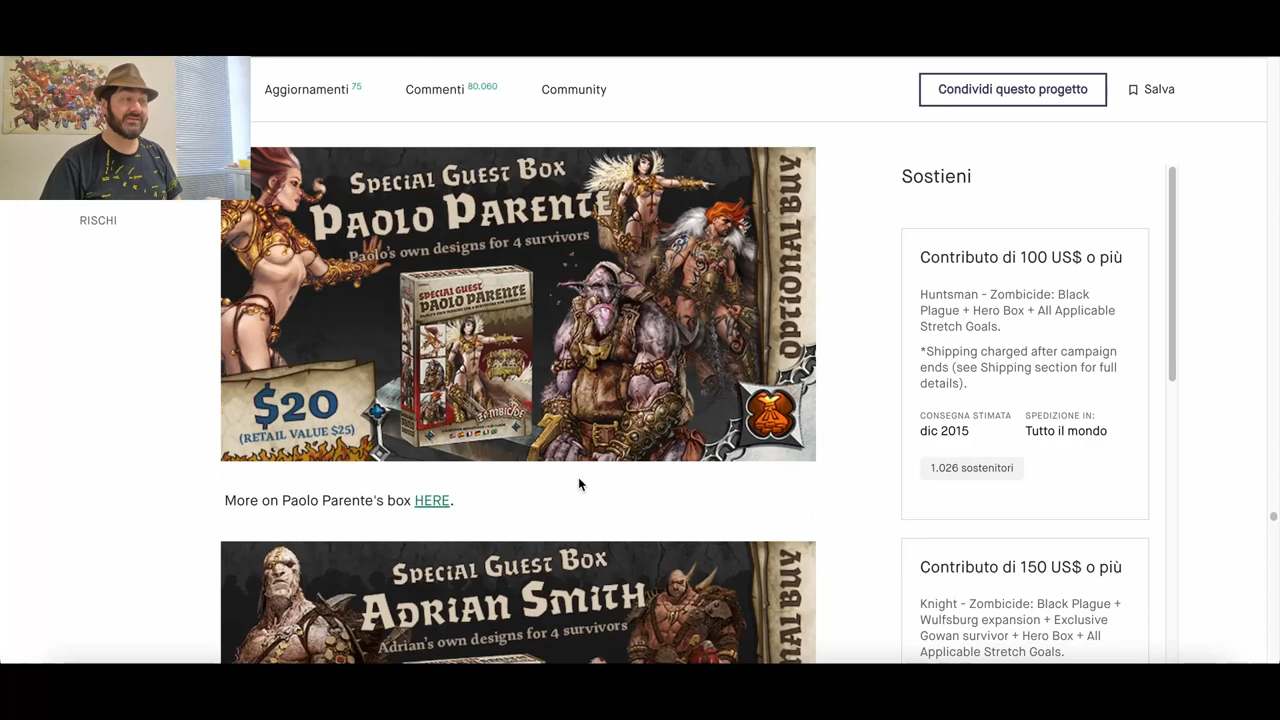 Aggiornamenti 75
Commenti 80.060
Community
Condividi questo progetto
Salva
RISCHI
SPECIAL GUEST BOX
PAOLO PARENTE
Paolo's own designs for 4 survivors
OPTIONAL BUY
SPECIAL GUEST
PAOLO PARENTE
ZOMBICIDE
$20
(RETAIL VALUE $25)
More on Paolo Parente's box HERE.
SPECIAL GUEST BOX
ADRIAN SMITH
Adrian's own designs for 4 survivors
NAL BUY
Sostieni
Contributo di 100 US$ o più
Huntsman - Zombicide: Black
Plague + Hero Box + All Applicable
Stretch Goals.
*Shipping charged after campaign
ends (see Shipping section for full
details).
CONSEGNA STIMATA
dic 2015
SPEDIZIONE IN:
Tutto il mondo
1.026 sostenitori
Contributo di 150 US$ o più
Knight - Zombicide: Black Plague +
Wulfsburg expansion + Exclusive
Gowan survivor + Hero Box + All
Applicable Stretch Goals.